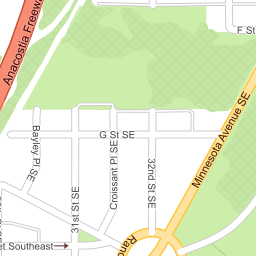 F St
Anacostia Freew
Minnesota Avenue SE
G St SE
Bayley Pl SE
31st St SE
Croissant Pl SE
32nd St SE
Ran
et Southeast